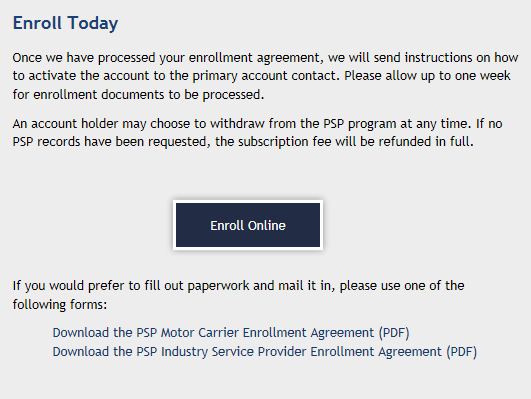 Enroll Today
Once we have processed your enrollment agreement, we will send instructions on how
to activate the account to the primary account contact. Please allow up to one week
for enrollment documents to be processed.
An account holder may choose to withdraw from the PSP program at any time. If no
PSP records have been requested, the subscription fee will be refunded in full.
Enroll Online
If you would prefer to fill out paperwork and mail it in, please use one of the
following forms:
Download the PSP Motor Carrier Enrollment Agreement (PDF)
Download the PSP Industry Service Provider Enrollment Agreement (PDF)